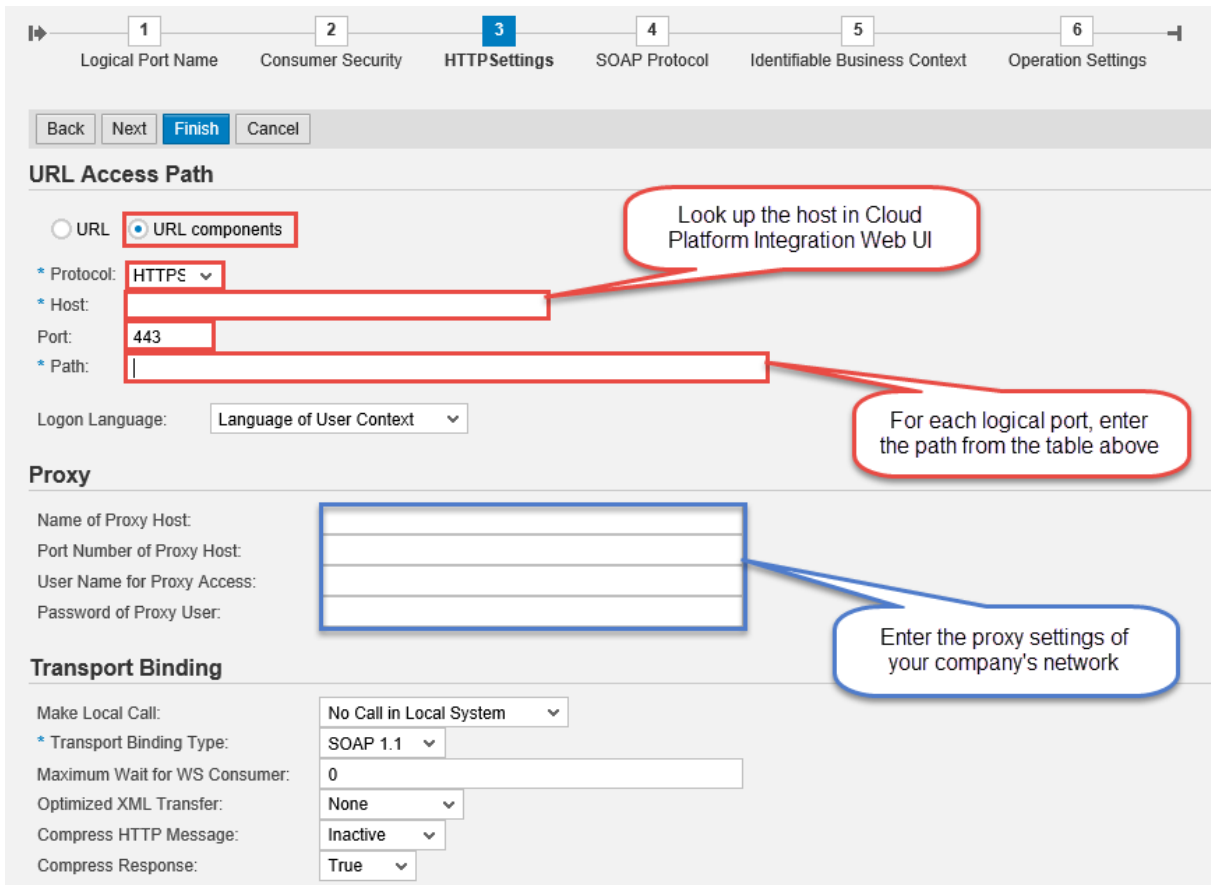 1 2 3 4 5 6
Logical Port Name Consumer Security HTTPSettings SOAP Protocol Identifiable Business Context Operation Settings
Back Next Finish Cancel
URL Access Path
URL URL components
* Protocol: HTTPS
* Host:
Port: 443
* Path:
Logon Language: Language of User Context
Look up the host in Cloud
Platform Integration Web UI
For each logical port, enter
the path from the table above
Proxy
Name of Proxy Host:
Port Number of Proxy Host:
User Name for Proxy Access:
Password of Proxy User:
Enter the proxy settings of
your company's network
Transport Binding
Make Local Call: No Call in Local System
* Transport Binding Type: SOAP 1.1
Maximum Wait for WS Consumer: 0
Optimized XML Transfer: None
Compress HTTP Message: Inactive
Compress Response: True